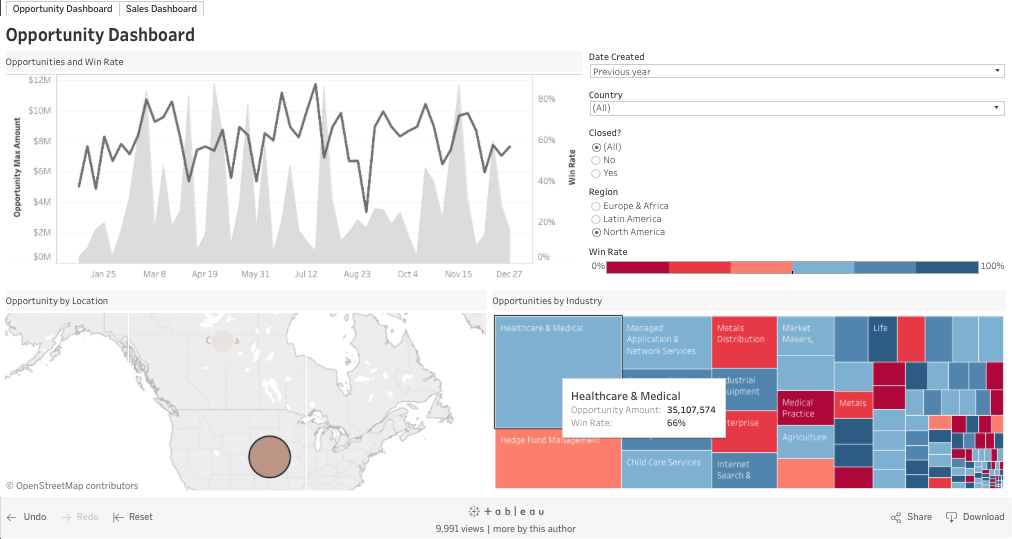 Opportunity Dashboard
Sales Dashboard
Opportunity Dashboard
Opportunities and Win Rate
$12M
$10M
$8M
$6M
$4M
$2M
$0M
Opportunity Max Amount
80%
60%
40%
20%
0%
Win Rate
Jan 25
Mar 8
Apr 19
May 31
Jul 12
Aug 23
Oct 4
Nov 15
Dec 27
Date Created
Previous year
Country
(All)
Closed?
(All)
No
Yes
Region
Europe & Africa
Latin America
North America
Win Rate
0%
100%
Opportunity by Location
© OpenStreetMap contributors
Opportunities by Industry
Healthcare & Medical
Managed
Application &
Network Services
Metals
Distribution
Market
Makers,
Life
Healthcare & Medical
Opportunity Amount: 35,107,574
Win Rate: 66%
Medical
Practice
Metals
Hedge Fund Management
Agriculture
Child Care Services
Internet
Search &
Undo
Redo
Reset
+ a b | e a u
9,991 views | more by this author
Share
Download